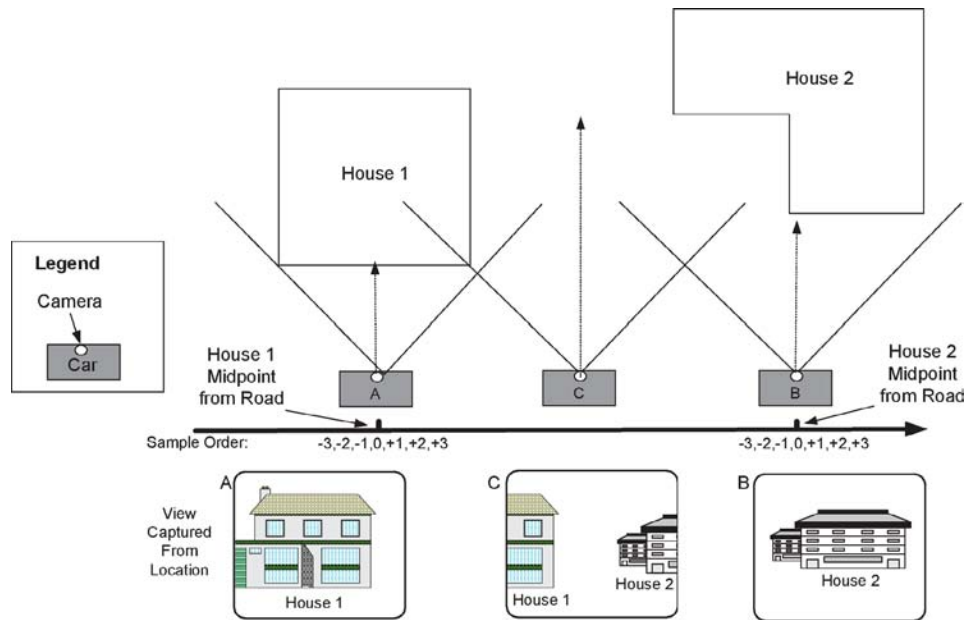 House 2
House 1
Legend
Camera
Car
House 1
Midpoint
from Road
A
C
B
House 2
Midpoint
from Road
Sample Order:
-3,-2,-1,0,+1,+2,+3
-3,-2,-1,0,+1,+2,+3
View
Captured
From
Location
A
House 1
C
House 1
House 2
B
House 2